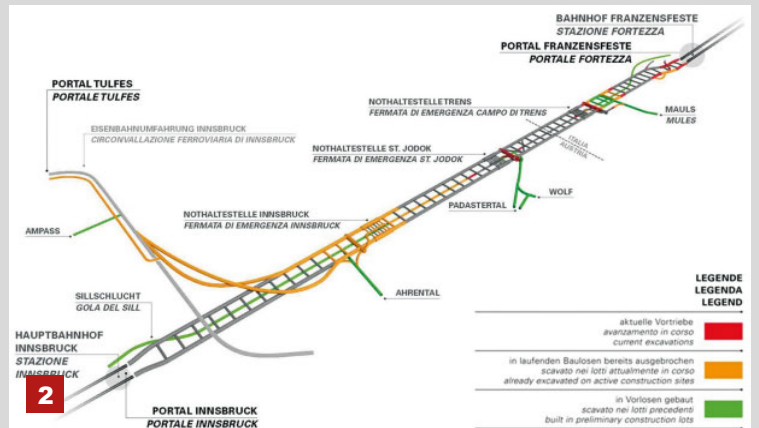 BAHNHOF FRANZENSFESTE
STAZIONE FORTEZZA
PORTAL FRANZENSFESTE
PORTALE FORTEZZA
PORTAL TULFES
PORTALE TULFES
NOTHALTESTELLE TRENS
FERMATA DI EMERGENZA CAMPO DI TRENS
MAULS
MULES
EISENBAHNUMFAHRUNG INNSBRUCK
CIRCONVALLAZIONE FERROVIARIA DI INNSBRUCK
ITALIA
AUSTRIA
NOTHALTESTELLE ST. JODOK
FERMATA DI EMERGENZA ST. JODOK
WOLF
PADASTERTAL
NOTHALTESTELLE INNSBRUCK
FERMATA DI EMERGENZA INNSBRUCK
AMPASS
AHRENTAL
SILLSCHLUCHT
GOLA DEL SILL
LEGENDE
LEGENDA
LEGEND
aktuelle Vortriebe
avanzamento in corso
current excavations
HAUPTBAHNHOF
INNSBRUCK
STAZIONE
INNSBRUCK
in laufenden Baulosen bereits ausgebrochen
scavato nei lotti attualmente in corso
already excavated on active construction sites
2
in Vorlosen gebaut
scavato nei lotti precedenti
built in preliminary construction lots
PORTAL INNSBRUCK
PORTALE INNSBRUCK